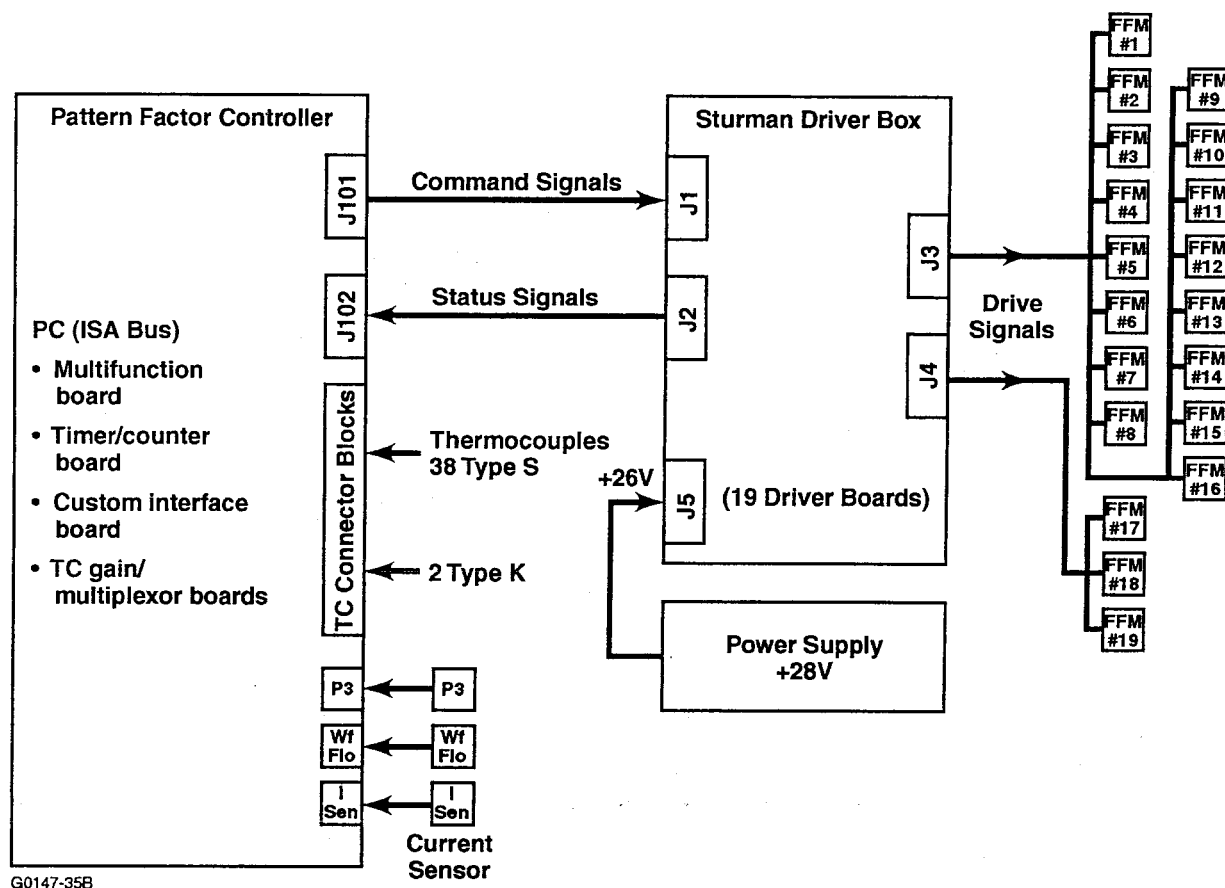 Pattern Factor Controller
J101
J102
PC (ISA Bus)
• Multifunction
board
• Timer/counter
board
• Custom interface
board
• TC gain/
multiplexor boards
TC Connector Blocks
P3
Wf
Flo
I
Sen
Command Signals
Status Signals
Thermocouples
38 Type S
2 Type K
P3
Wf
Flo
I
Sen
Current
Sensor
Sturman Driver Box
J1
J2
J3
J4
+26V
J5
(19 Driver Boards)
Power Supply
+28V
Drive
Signals
FFM
#1
FFM
#2
FFM
#3
FFM
#4
FFM
#5
FFM
#6
FFM
#7
FFM
#8
FFM
#9
FFM
#10
FFM
#11
FFM
#12
FFM
#13
FFM
#14
FFM
#15
FFM
#16
FFM
#17
FFM
#18
FFM
#19
G0147-35B